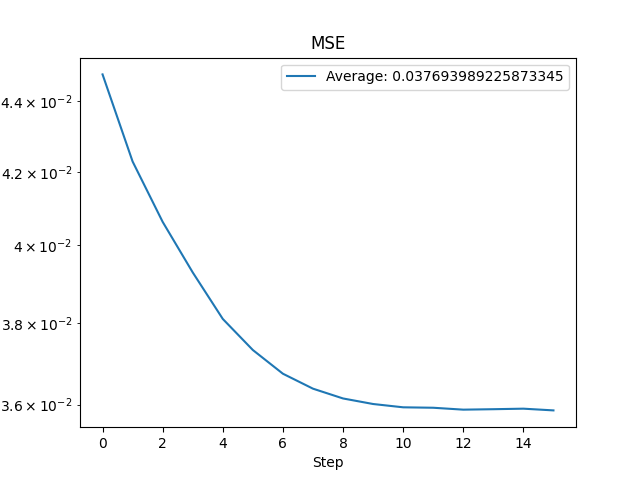 MSE
Average: 0.037693989225873345
4.4 × 10⁻²
4.2 × 10⁻²
4 × 10⁻²
3.8 × 10⁻²
3.6 × 10⁻²
0 2 4 6 8 10 12 14
Step